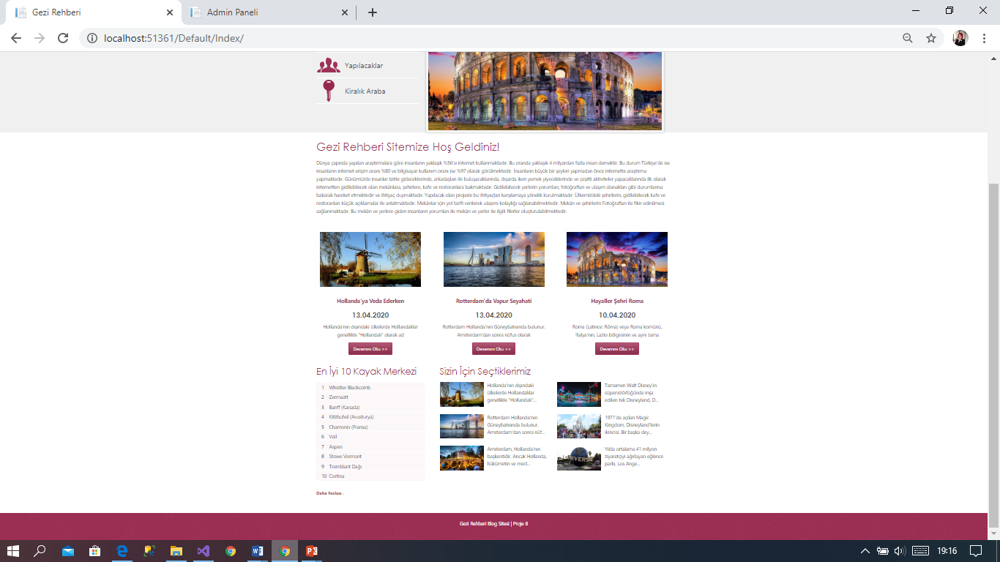 Gezi Rehberi
Admin Paneli
localhost:51361/Default/Index/
Yapılacaklar
Kiralık Araba
Gezi Rehberi Sitemize Hoş Geldiniz!
Dünya çapında yapılan araştırmalara göre insanların yaklaşık %56'sı internet kullanmaktadır. Bu oranda yaklaşık 4 milyardan fazla insan demektir. Bu durum Türkiye'de ise
insanların internet erişim oranı %80 ve bilgisayar kullanım oranı ise %97 olarak görülmektedir. İnsanların büyük bir şeyleri yapmadan önce internette araştırma
yapmaktadır. Günümüzde insanlar tatile gideceklerinde, arkadaşları ile buluşacaklarında, dışarda iken yemek yiyeceklerinde ve çeşitli aktiviteler yapacaklarında ilk olarak
internetten gidilebilecek olan mekânlara, şehirlere, kafe ve restoranlara bakmaktadır. Gidilebilecek yerlerin yorumları, fotoğrafları ve ulaşım olanakları gibi durumlarına
bakarak hareket etmektedir ve ihtiyaç duymaktadır. Yapılacak olan projede bu ihtiyaçları karşılamaya yönelik kurulmaktadır. Ülkemizdeki şehirlerin, gidilebilecek kafe ve
restoranları küçük açıklamalar ile anlatmaktadır. Mekânlar için yol tarifi verilerek ulaşımı kolaylığı sağlanabilmektedir. Mekân ve şehirlerin Fotoğrafları ile fikir edinilmesi
sağlanmaktadır. Bu mekân ve yerlere giden insanların yorumları ile mekân ve yerler ile ilgili fikirler oluşturulabilmektedir.
Hollanda'ya Veda Ederken
13.04.2020
Hollanda'nın dışındaki ülkelerde Hollandalılar
genellikle "Hollandalı" olarak ad
Devamını Oku >>
Rotterdam'da Vapur Seyahati
13.04.2020
Rotterdam Hollanda'nın Güneybatısında bulunur.
Amsterdam'dan sonra nüfus olarak
Devamını Oku >>
Hayaller Şehri Roma
10.04.2020
Roma (Latince: Rōma) veya Roma komünü,
İtalya'nın, Lazio bölgesinin ve aynı zama
Devamını Oku >>
En İyi 10 Kayak Merkezi
1 Whistler Blackcomb
2 Zermaatt
3 Banff (Kanada)
4 Kitzbuhel (Avusturya)
5 Chamonix (Fransa)
6 Vail
7 Aspen
8 Stowe Vermont
9 Tremblant Dağı
10 Cortina
Daha Fazlası .
Sizin İçin Seçtiklerimiz
Hollanda'nın dışındaki
ülkelerde Hollandalılar
genellikle "Hollandalı"...
Rotterdam Hollanda'nın
Güneybatısında bulunur.
Amsterdam'dan sonra nüf...
Amsterdam, Hollanda'nın
başkentidir. Ancak Hollanda,
hükümetin ve mecl...
Tamamen Walt Disney'in
süpervizörlüğünde inşa
edilen tek Disneyland, D...
1971'de açılan Magic
Kingdom, Disneyland'lerin
ikincisi. Bir başka dey...
UNIVERSAL
Yılda ortalama 41 milyon
ziyaretçiyi ağırlayan eğlence
parkı, Los Ange...
Gezi Rehberi Blog Sitesi | Proje B
19:16